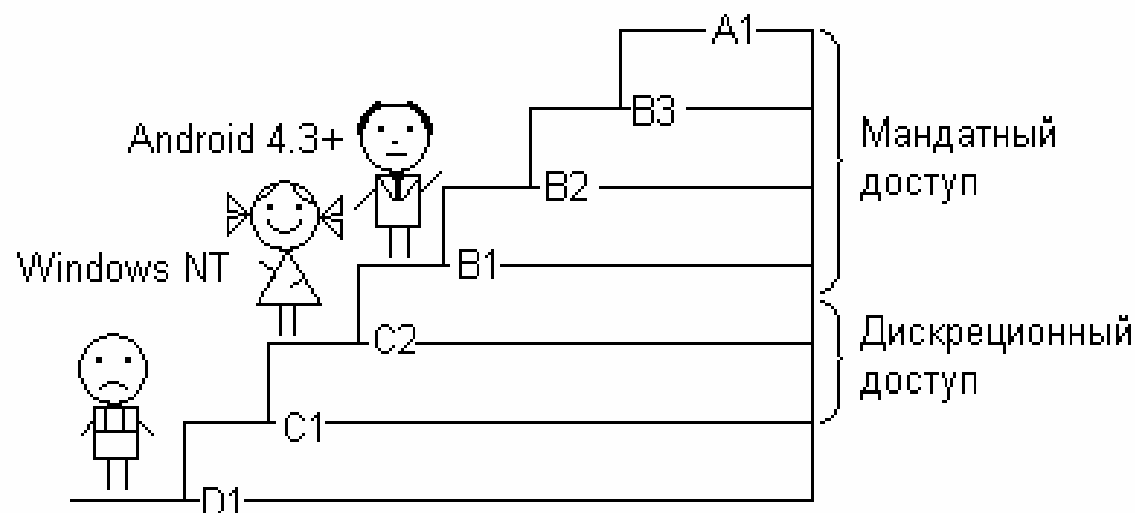 A1
Android 4.3+
B3
Мандатный
доступ
B2
Windows NT
B1
C2
Дискреционный
доступ
C1
D1